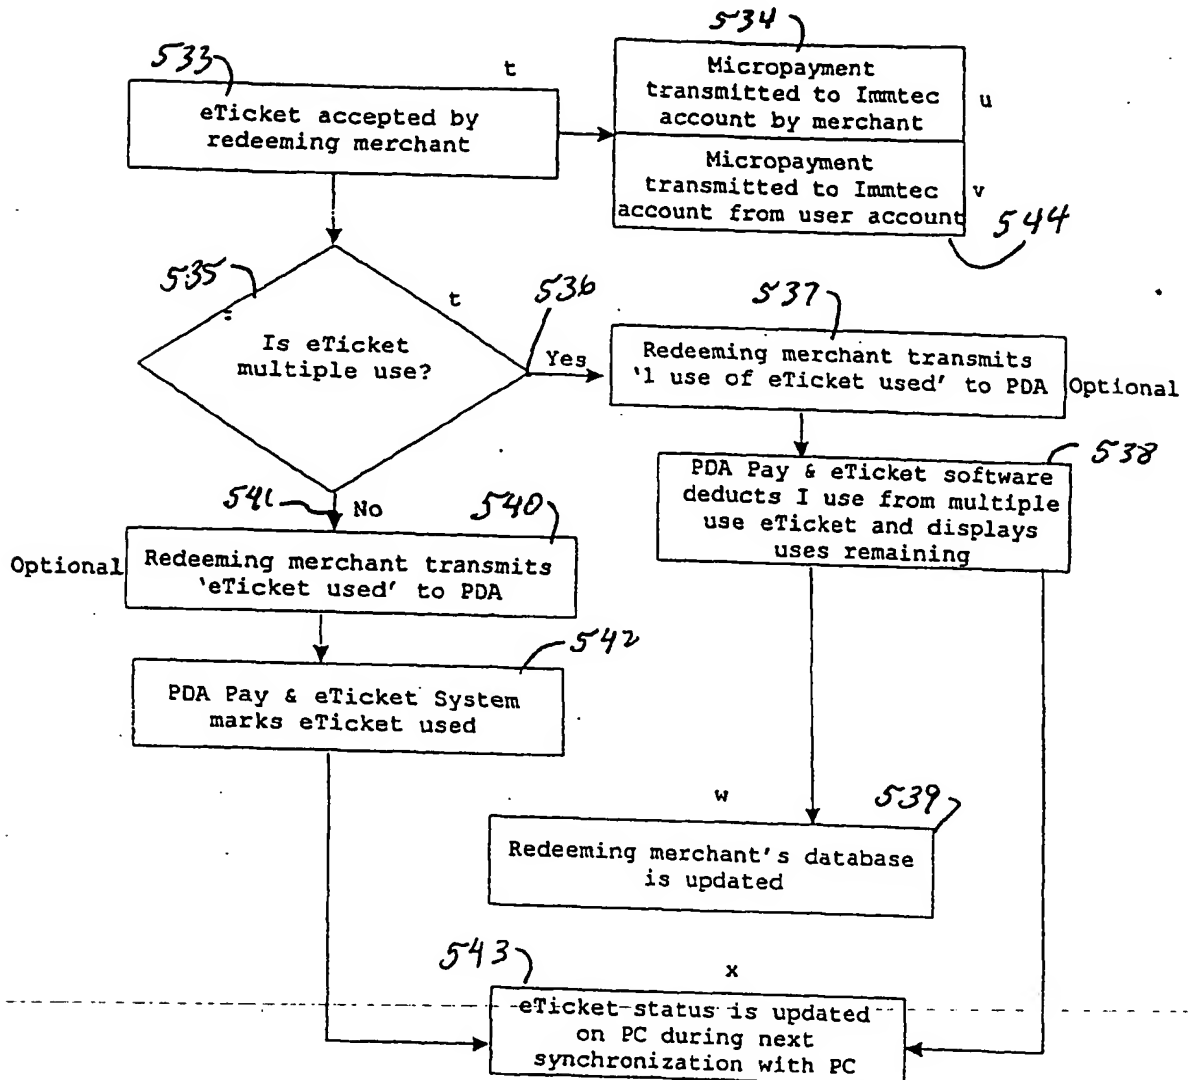 534
533
t
Micropayment
transmitted to Immtec
account by merchant
u
eTicket accepted by
redeeming merchant
Micropayment
transmitted to Immtec
account from user account
v
544
535
t
536
537
Is eTicket
multiple use?
Yes
Redeeming merchant transmits
'1 use of eTicket used' to PDA
Optional
538
PDA Pay & eTicket software
deducts I use from multiple
use eTicket and displays
uses remaining
541
No
540
Optional
Redeeming merchant transmits
'eTicket used' to PDA
542
PDA Pay & eTicket System
marks eTicket used
w
539
Redeeming merchant's database
is updated
543
x
eTicket status is updated
on PC during next
synchronization with PC